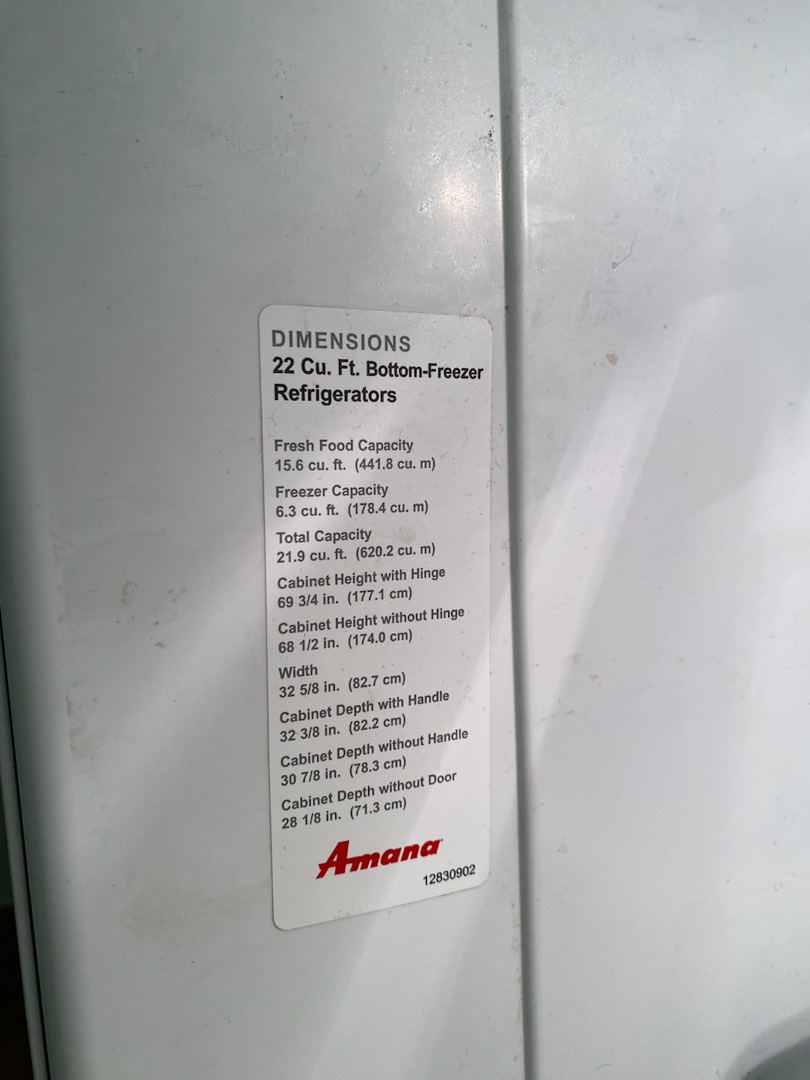 DIMENSIONS
22 Cu. Ft. Bottom-Freezer
Refrigerators
Fresh Food Capacity
15.6 cu. ft. (441.8 cu. m)
Freezer Capacity
6.3 cu. ft. (178.4 cu. m)
Total Capacity
21.9 cu. ft. (620.2 cu. m)
Cabinet Height with Hinge
69 3/4 in. (177.1 cm)
Cabinet Height without Hinge
68 1/2 in. (174.0 cm)
Width
32 5/8 in. (82.7 cm)
Cabinet Depth with Handle
32 3/8 in. (82.2 cm)
Cabinet Depth without Handle
30 7/8 in. (78.3 cm)
Cabinet Depth without Door
28 1/8 in. (71.3 cm)
Amana
12830902